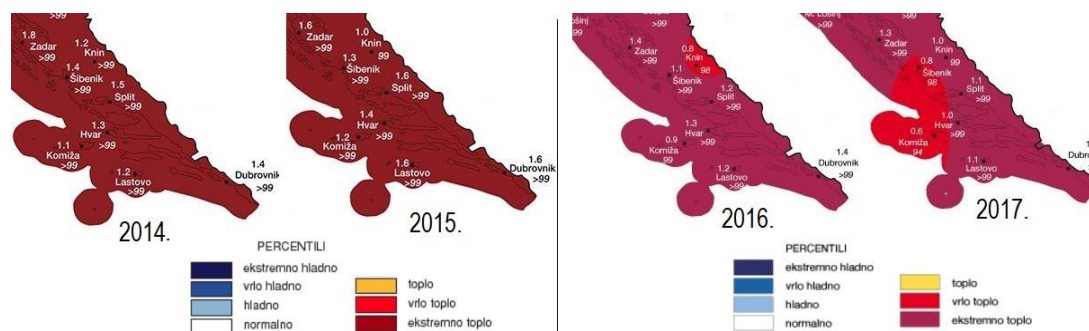 1.8
Zadar
>99
1.2
Knin
>99
1.4
Šibenik
>99
1.5
Split
>99
1.3
Hvar
>99
1.1
Komiža
>99
1.2
Lastovo
>99
1.4
Dubrovnik
>99
2014.
1.6
Zadar
>99
1.0
Knin
99
1.3
Šibenik
>99
1.6
Split
>99
1.4
Hvar
>99
1.2
Komiža
>99
1.6
Lastovo
>99
1.6
Dubrovnik
>99
2015.
PERCENTILI
ekstremno hladno
vrlo hladno
hladno
normalno
toplo
vrlo toplo
ekstremno toplo
>99
1.4
Zadar
>99
0.8
Knin
98
1.1
Šibenik
>99
1.2
Split
>99
1.3
Hvar
>99
0.9
Komiža
99
1.2
Lastovo
>99
1.4
Dubrovnik
>99
2016.
M. Lošinj
>99
1.3
Zadar
>99
1.0
Knin
>99
0.8
Šibenik
98
1.1
Split
>99
1.0
Hvar
>99
0.6
Komiža
94
1.1
Lastovo
>99
Dubrov
2017.
PERCENTILI
ekstremno hladno
vrlo hladno
hladno
normalno
toplo
vrlo toplo
ekstremno toplo